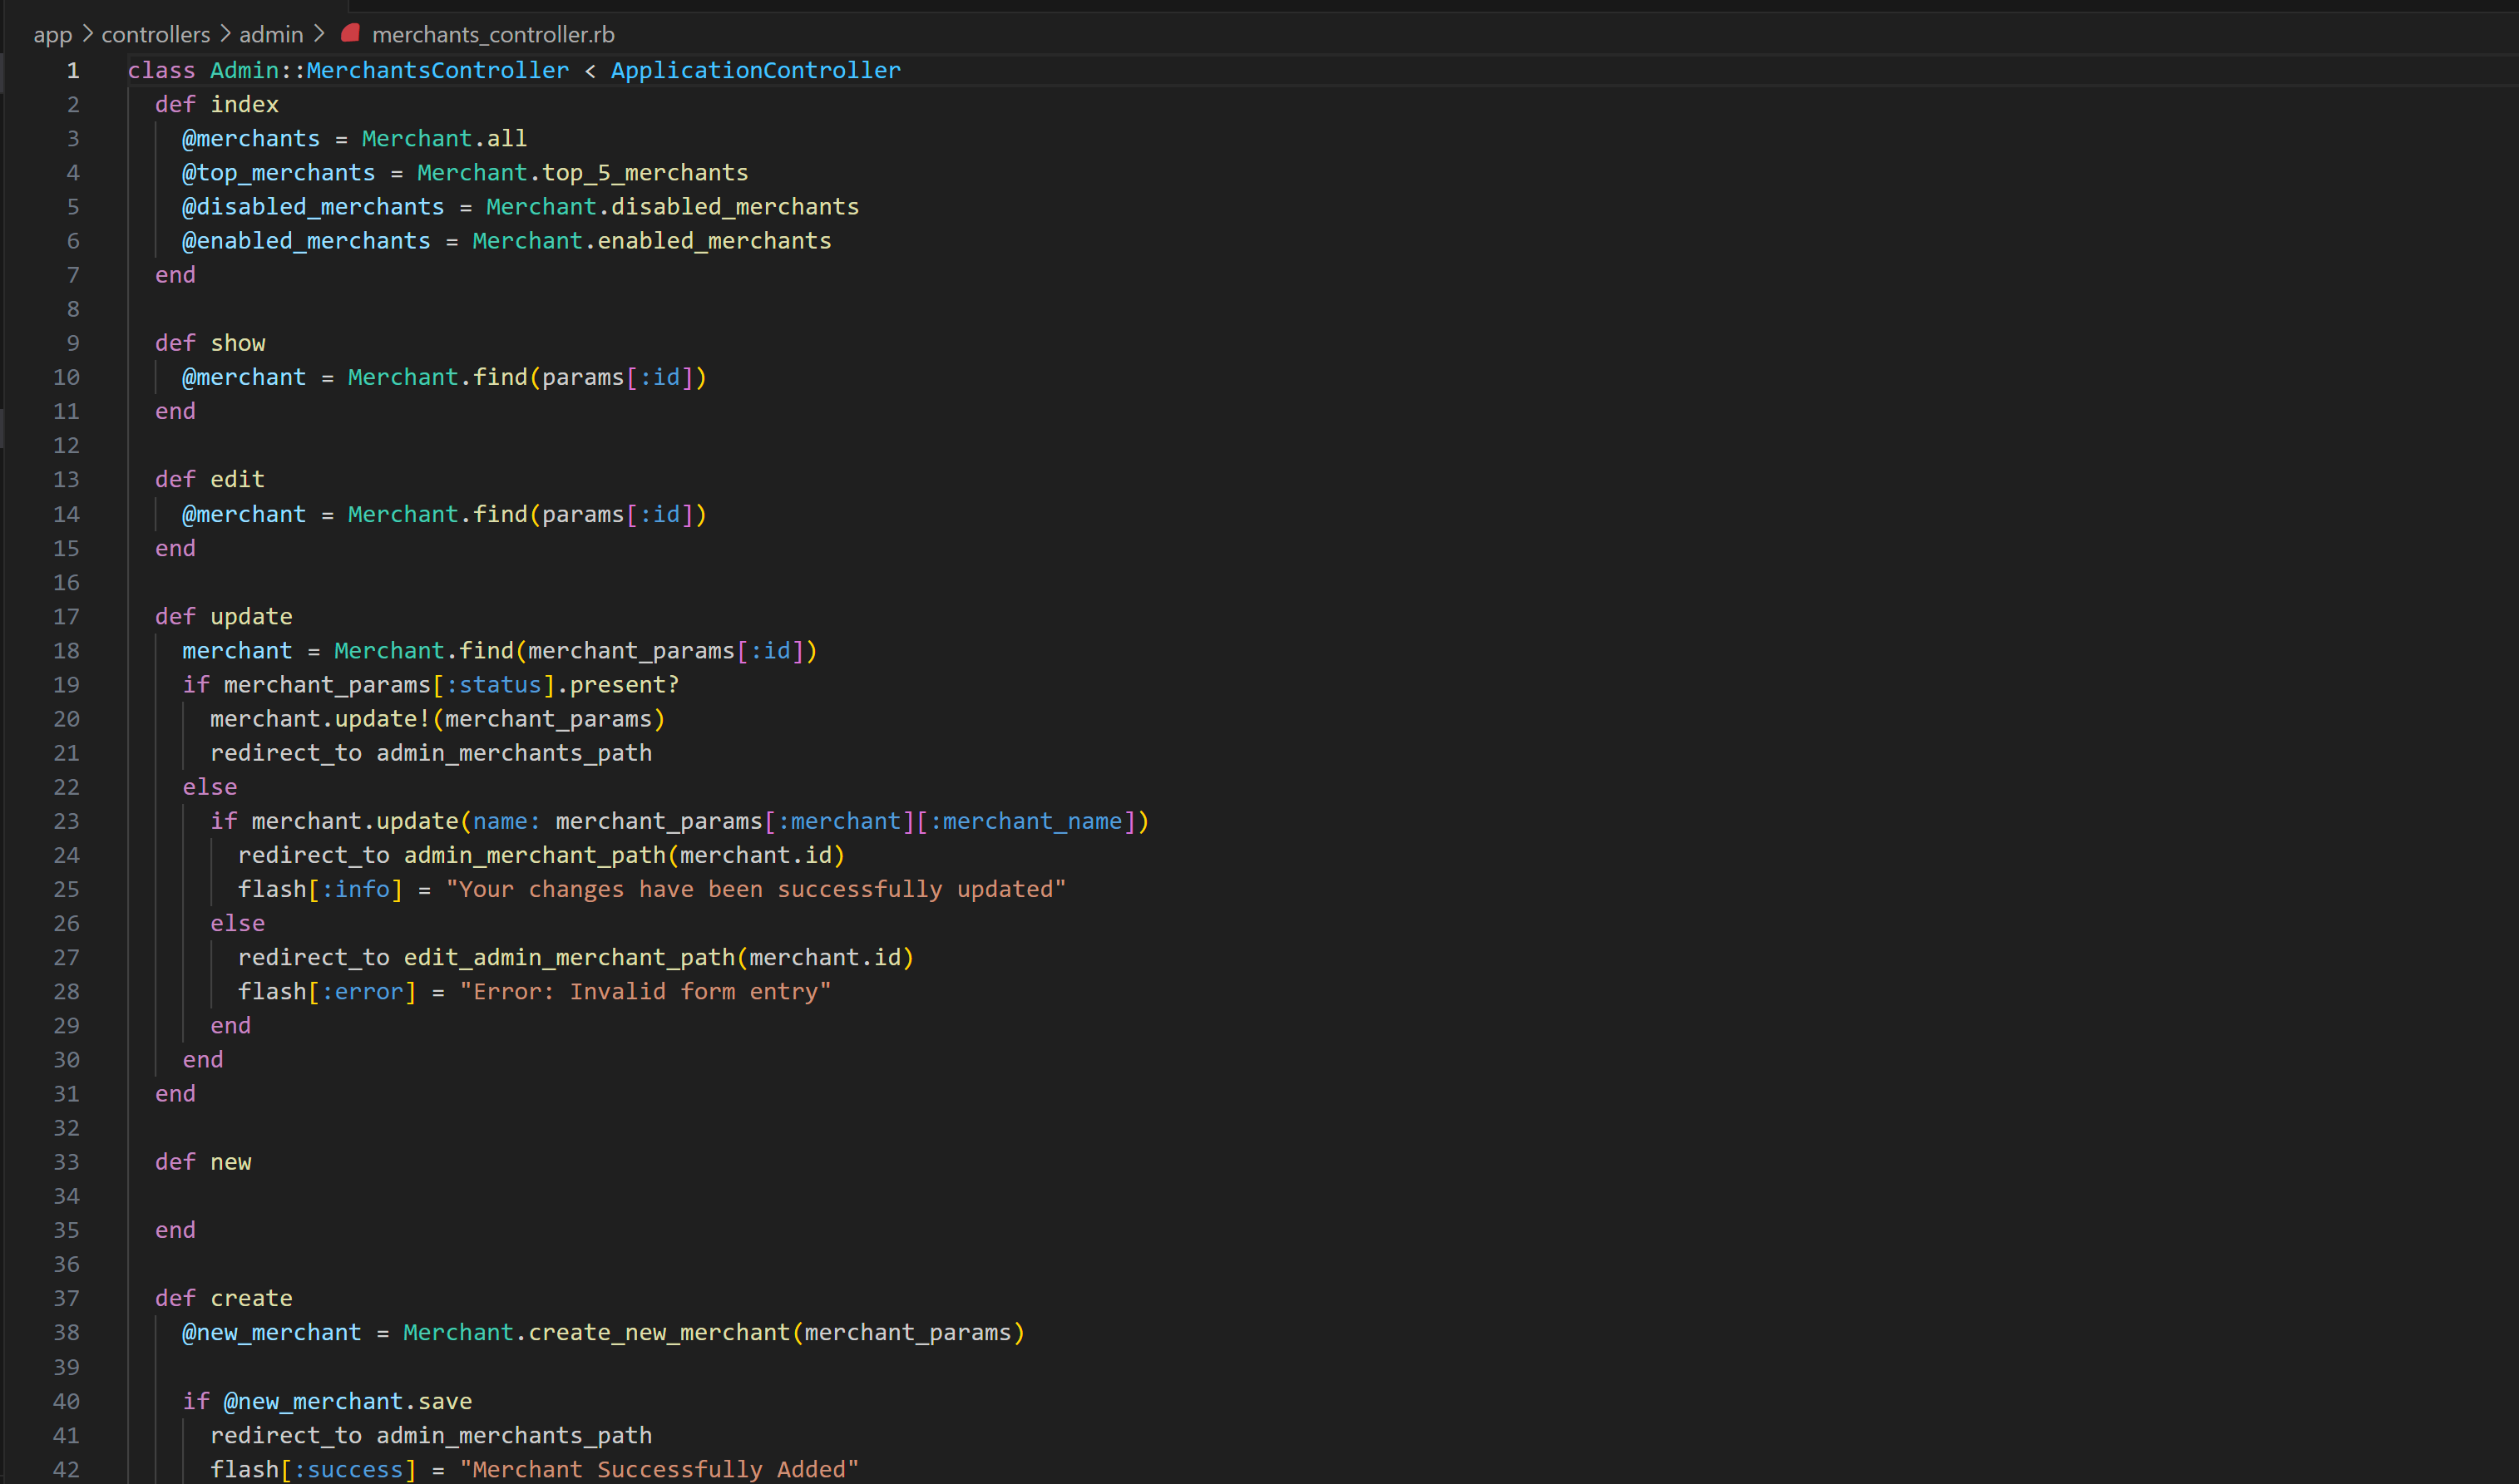 app > controllers > admin > merchants_controller.rb
1 class Admin::MerchantsController < ApplicationController
2   def index
3     @merchants = Merchant.all
4     @top_merchants = Merchant.top_5_merchants
5     @disabled_merchants = Merchant.disabled_merchants
6     @enabled_merchants = Merchant.enabled_merchants
7   end
8
9   def show
10     @merchant = Merchant.find(params[:id])
11   end
12
13   def edit
14     @merchant = Merchant.find(params[:id])
15   end
16
17   def update
18     merchant = Merchant.find(merchant_params[:id])
19     if merchant_params[:status].present?
20       merchant.update!(merchant_params)
21       redirect_to admin_merchants_path
22     else
23       if merchant.update(name: merchant_params[:merchant][:merchant_name])
24         redirect_to admin_merchant_path(merchant.id)
25         flash[:info] = "Your changes have been successfully updated"
26       else
27         redirect_to edit_admin_merchant_path(merchant.id)
28         flash[:error] = "Error: Invalid form entry"
29       end
30     end
31   end
32
33   def new
34
35   end
36
37   def create
38     @new_merchant = Merchant.create_new_merchant(merchant_params)
39
40     if @new_merchant.save
41       redirect_to admin_merchants_path
42       flash[:success] = "Merchant Successfully Added"